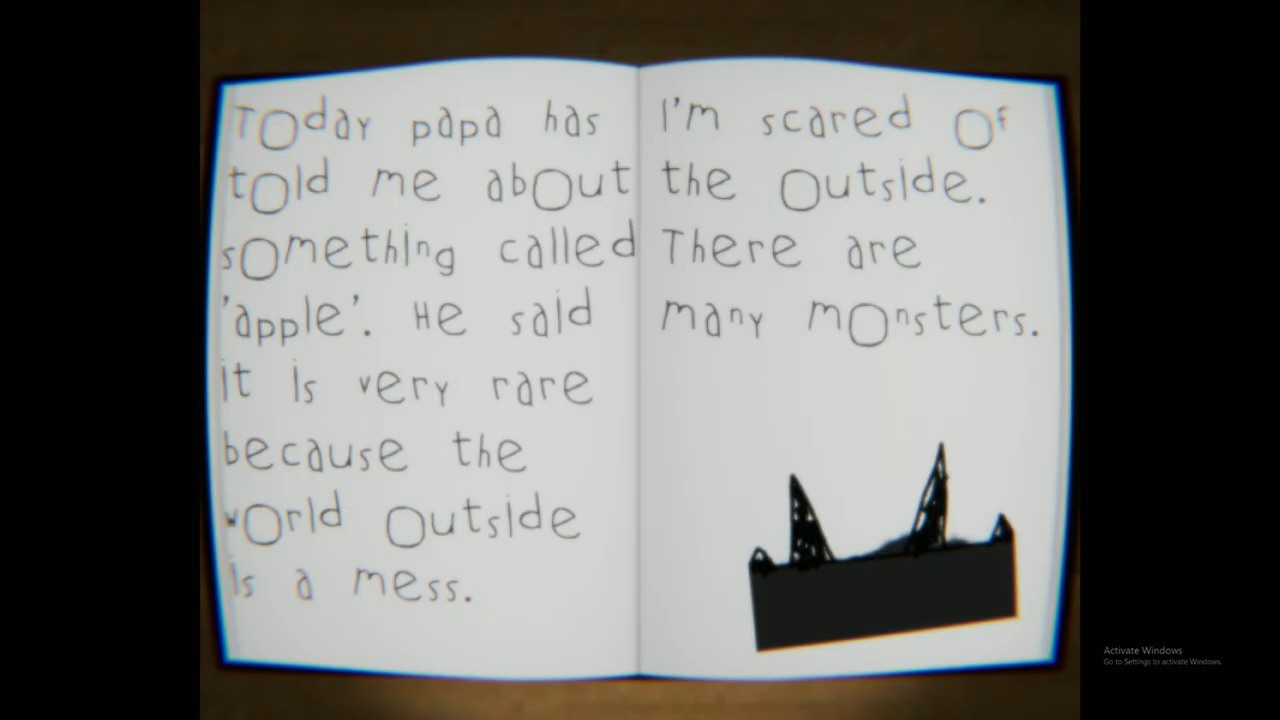 Today papa has
told me about
something called
'apple'. He said
it is very rare
because the
world outside
is a mess.
I'm scared of
the outside.
There are
many monsters.
Activate Windows
Go to Settings to activate Windows.